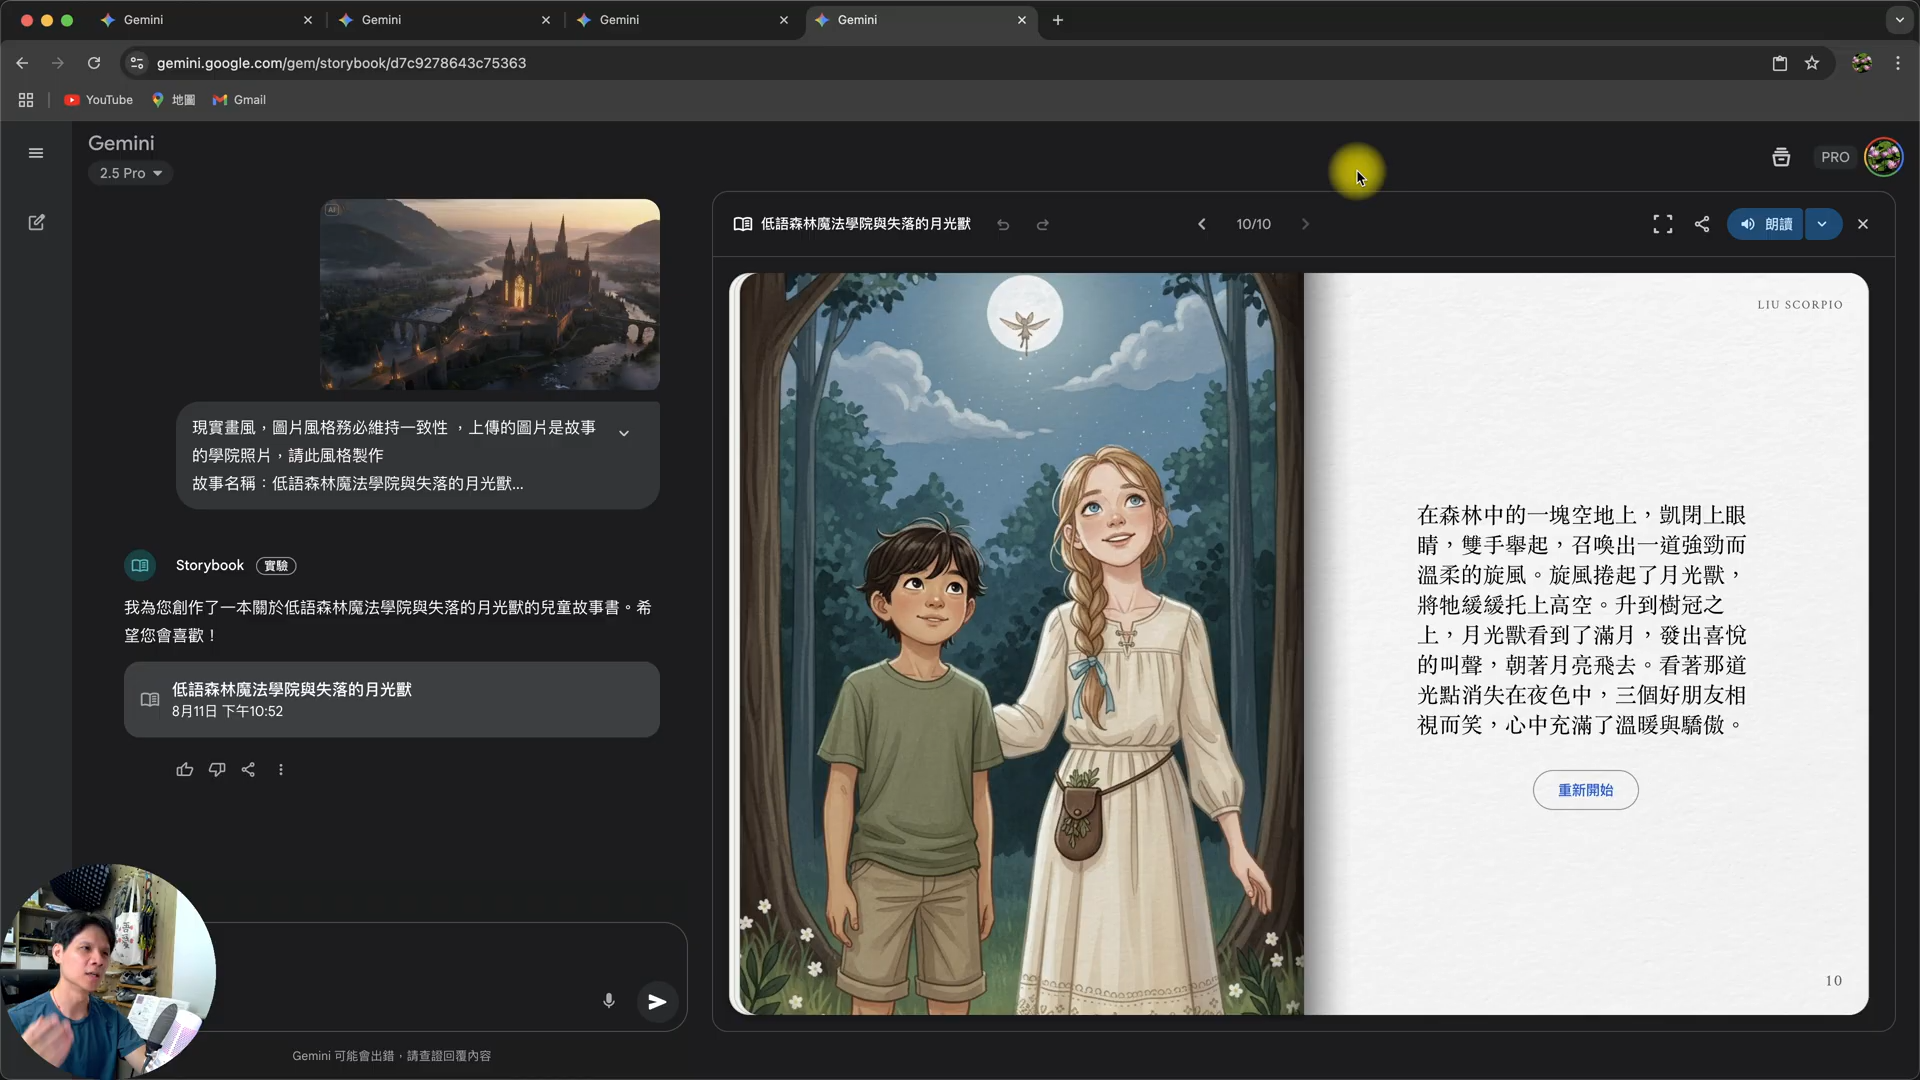 Gemini
Gemini
Gemini
Gemini
gemini.google.com/gem/storybook/d7c9278643c75363
YouTube
地圖
Gmail
Gemini
2.5 Pro
PRO
AI
現實畫風，圖片風格務必維持一致性 ，上傳的圖片是故事
的學院照片，請此風格製作
故事名稱：低語森林魔法學院與失落的月光獸...
Storybook 實驗
我為您創作了一本關於低語森林魔法學院與失落的月光獸的兒童故事書。希
望您會喜歡！
低語森林魔法學院與失落的月光獸
8月11日 下午10:52
Gemini 可能會出錯，請查證回覆內容
低語森林魔法學院與失落的月光獸
10/10
朗讀
LIU SCORPIO
在森林中的一塊空地上，凱閉上眼
睛，雙手舉起，召喚出一道強勁而
溫柔的旋風。旋風捲起了月光獸，
將牠緩緩托上高空。升到樹冠之
上，月光獸看到了滿月，發出喜悅
的叫聲，朝著月亮飛去。看著那道
光點消失在夜色中，三個好朋友相
視而笑，心中充滿了溫暖與驕傲。
重新開始
10